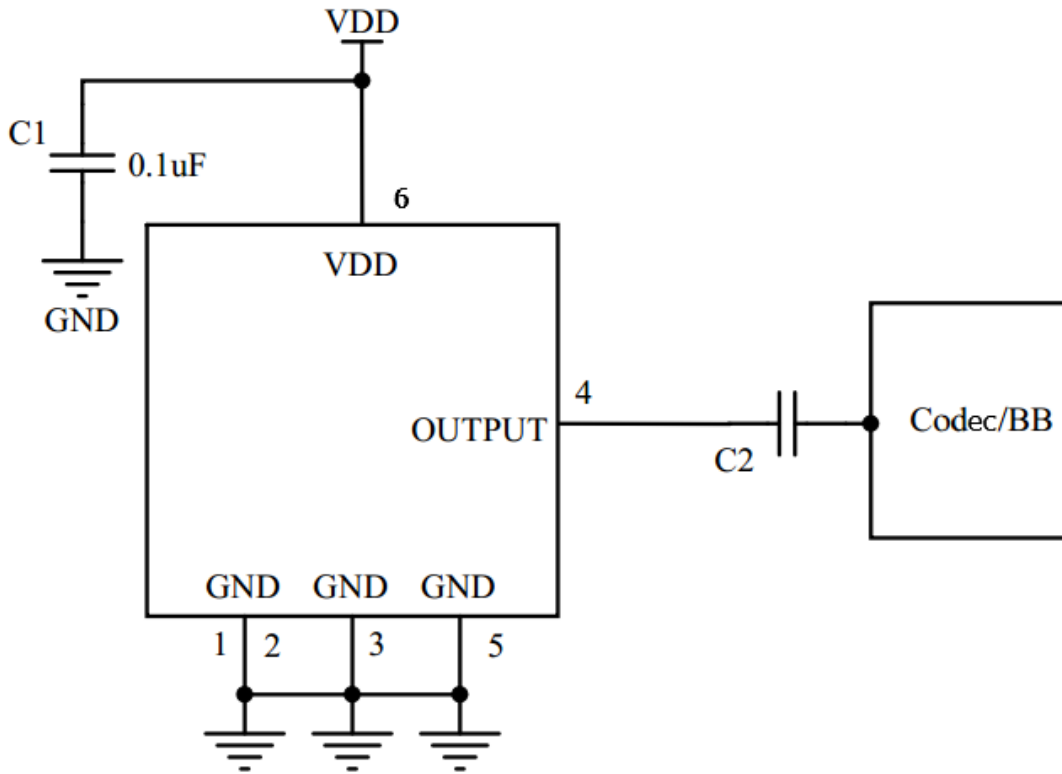 VDD
C1
0.1uF
6
VDD
GND
4
OUTPUT
C2
Codec/BB
GND GND GND
1 2 3 5